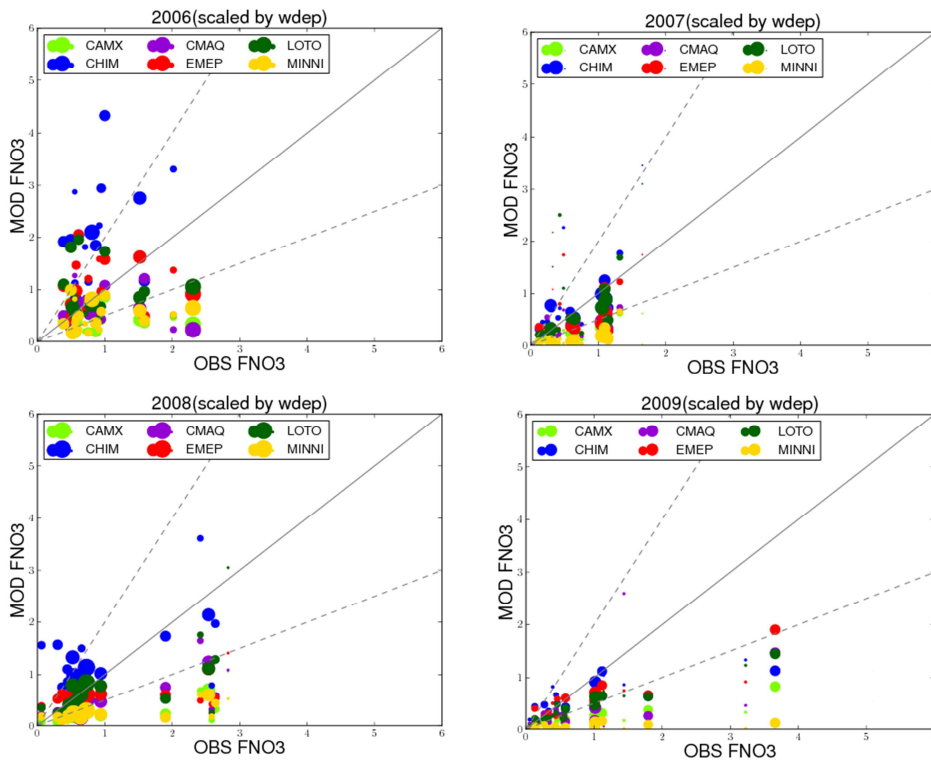 2006(scaled by wdep)
CAMX CMAQ LOTO
CHIM EMEP MINNI
6
5
4
3
2
1
0
MOD FNO3
0 1 2 3 4 5 6
OBS FNO3
2007(scaled by wdep)
CAMX CMAQ LOTO
CHIM EMEP MINNI
6
5
4
3
2
1
0
MOD FNO3
0 1 2 3 4 5
OBS FNO3
2008(scaled by wdep)
CAMX CMAQ LOTO
CHIM EMEP MINNI
6
5
4
3
2
1
0
MOD FNO3
0 1 2 3 4 5 6
OBS FNO3
2009(scaled by wdep)
CAMX CMAQ LOTO
CHIM EMEP MINNI
6
5
4
3
2
1
0
MOD FNO3
0 1 2 3 4 5
OBS FNO3